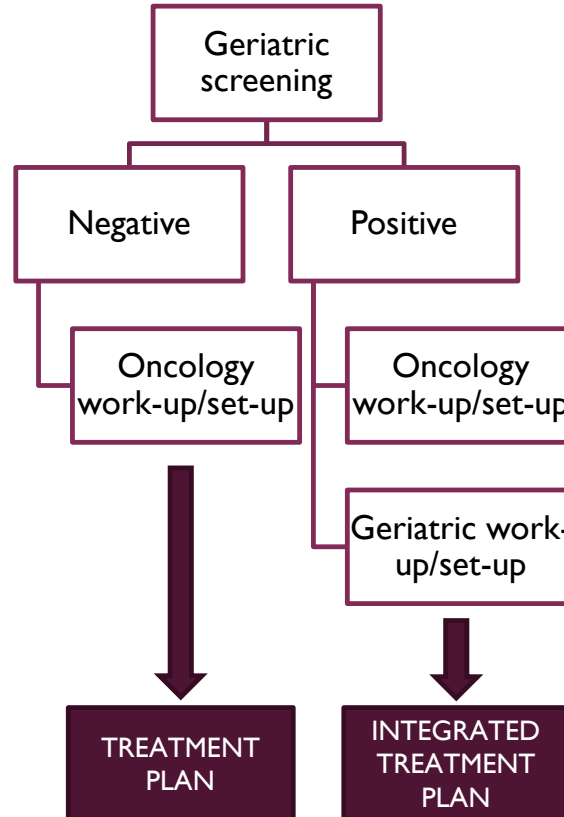 Geriatric
screening
Negative
Positive
Oncology
work-up/set-up
Oncology
work-up/set-up
Geriatric work-
up/set-up
TREATMENT
PLAN
INTEGRATED
TREATMENT
PLAN